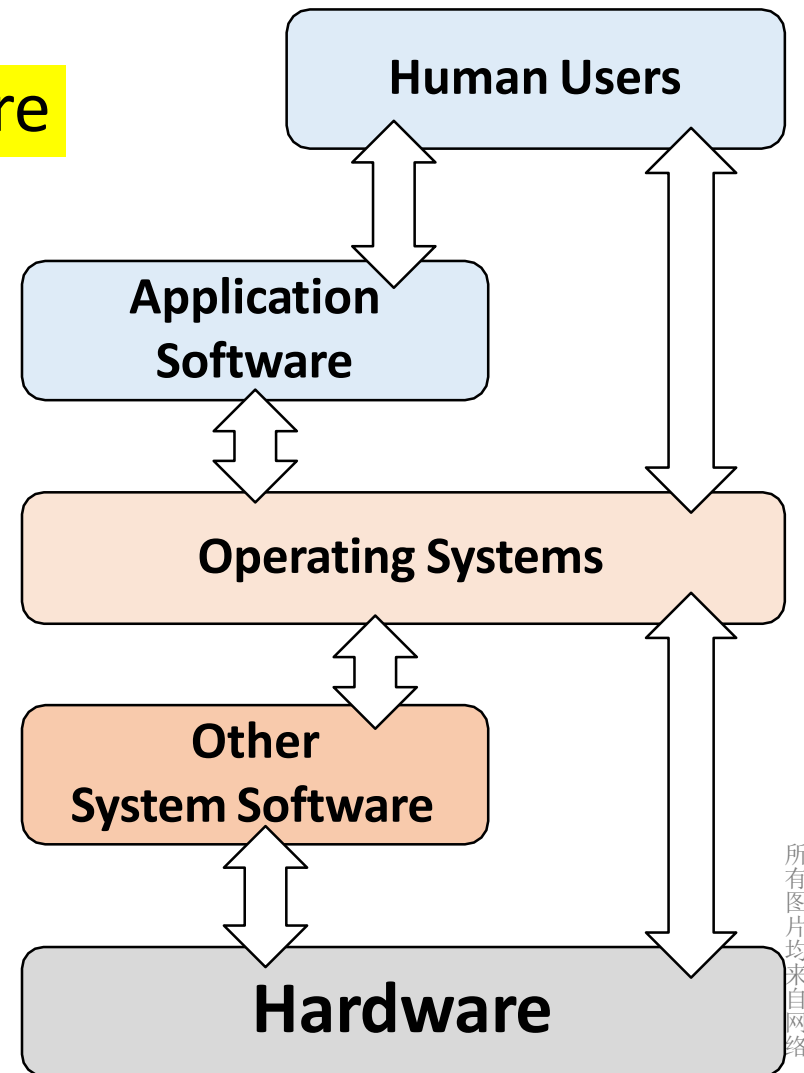 re
Human Users
Application
Software
Operating Systems
Other
System Software
Hardware
所有图片均来自网络